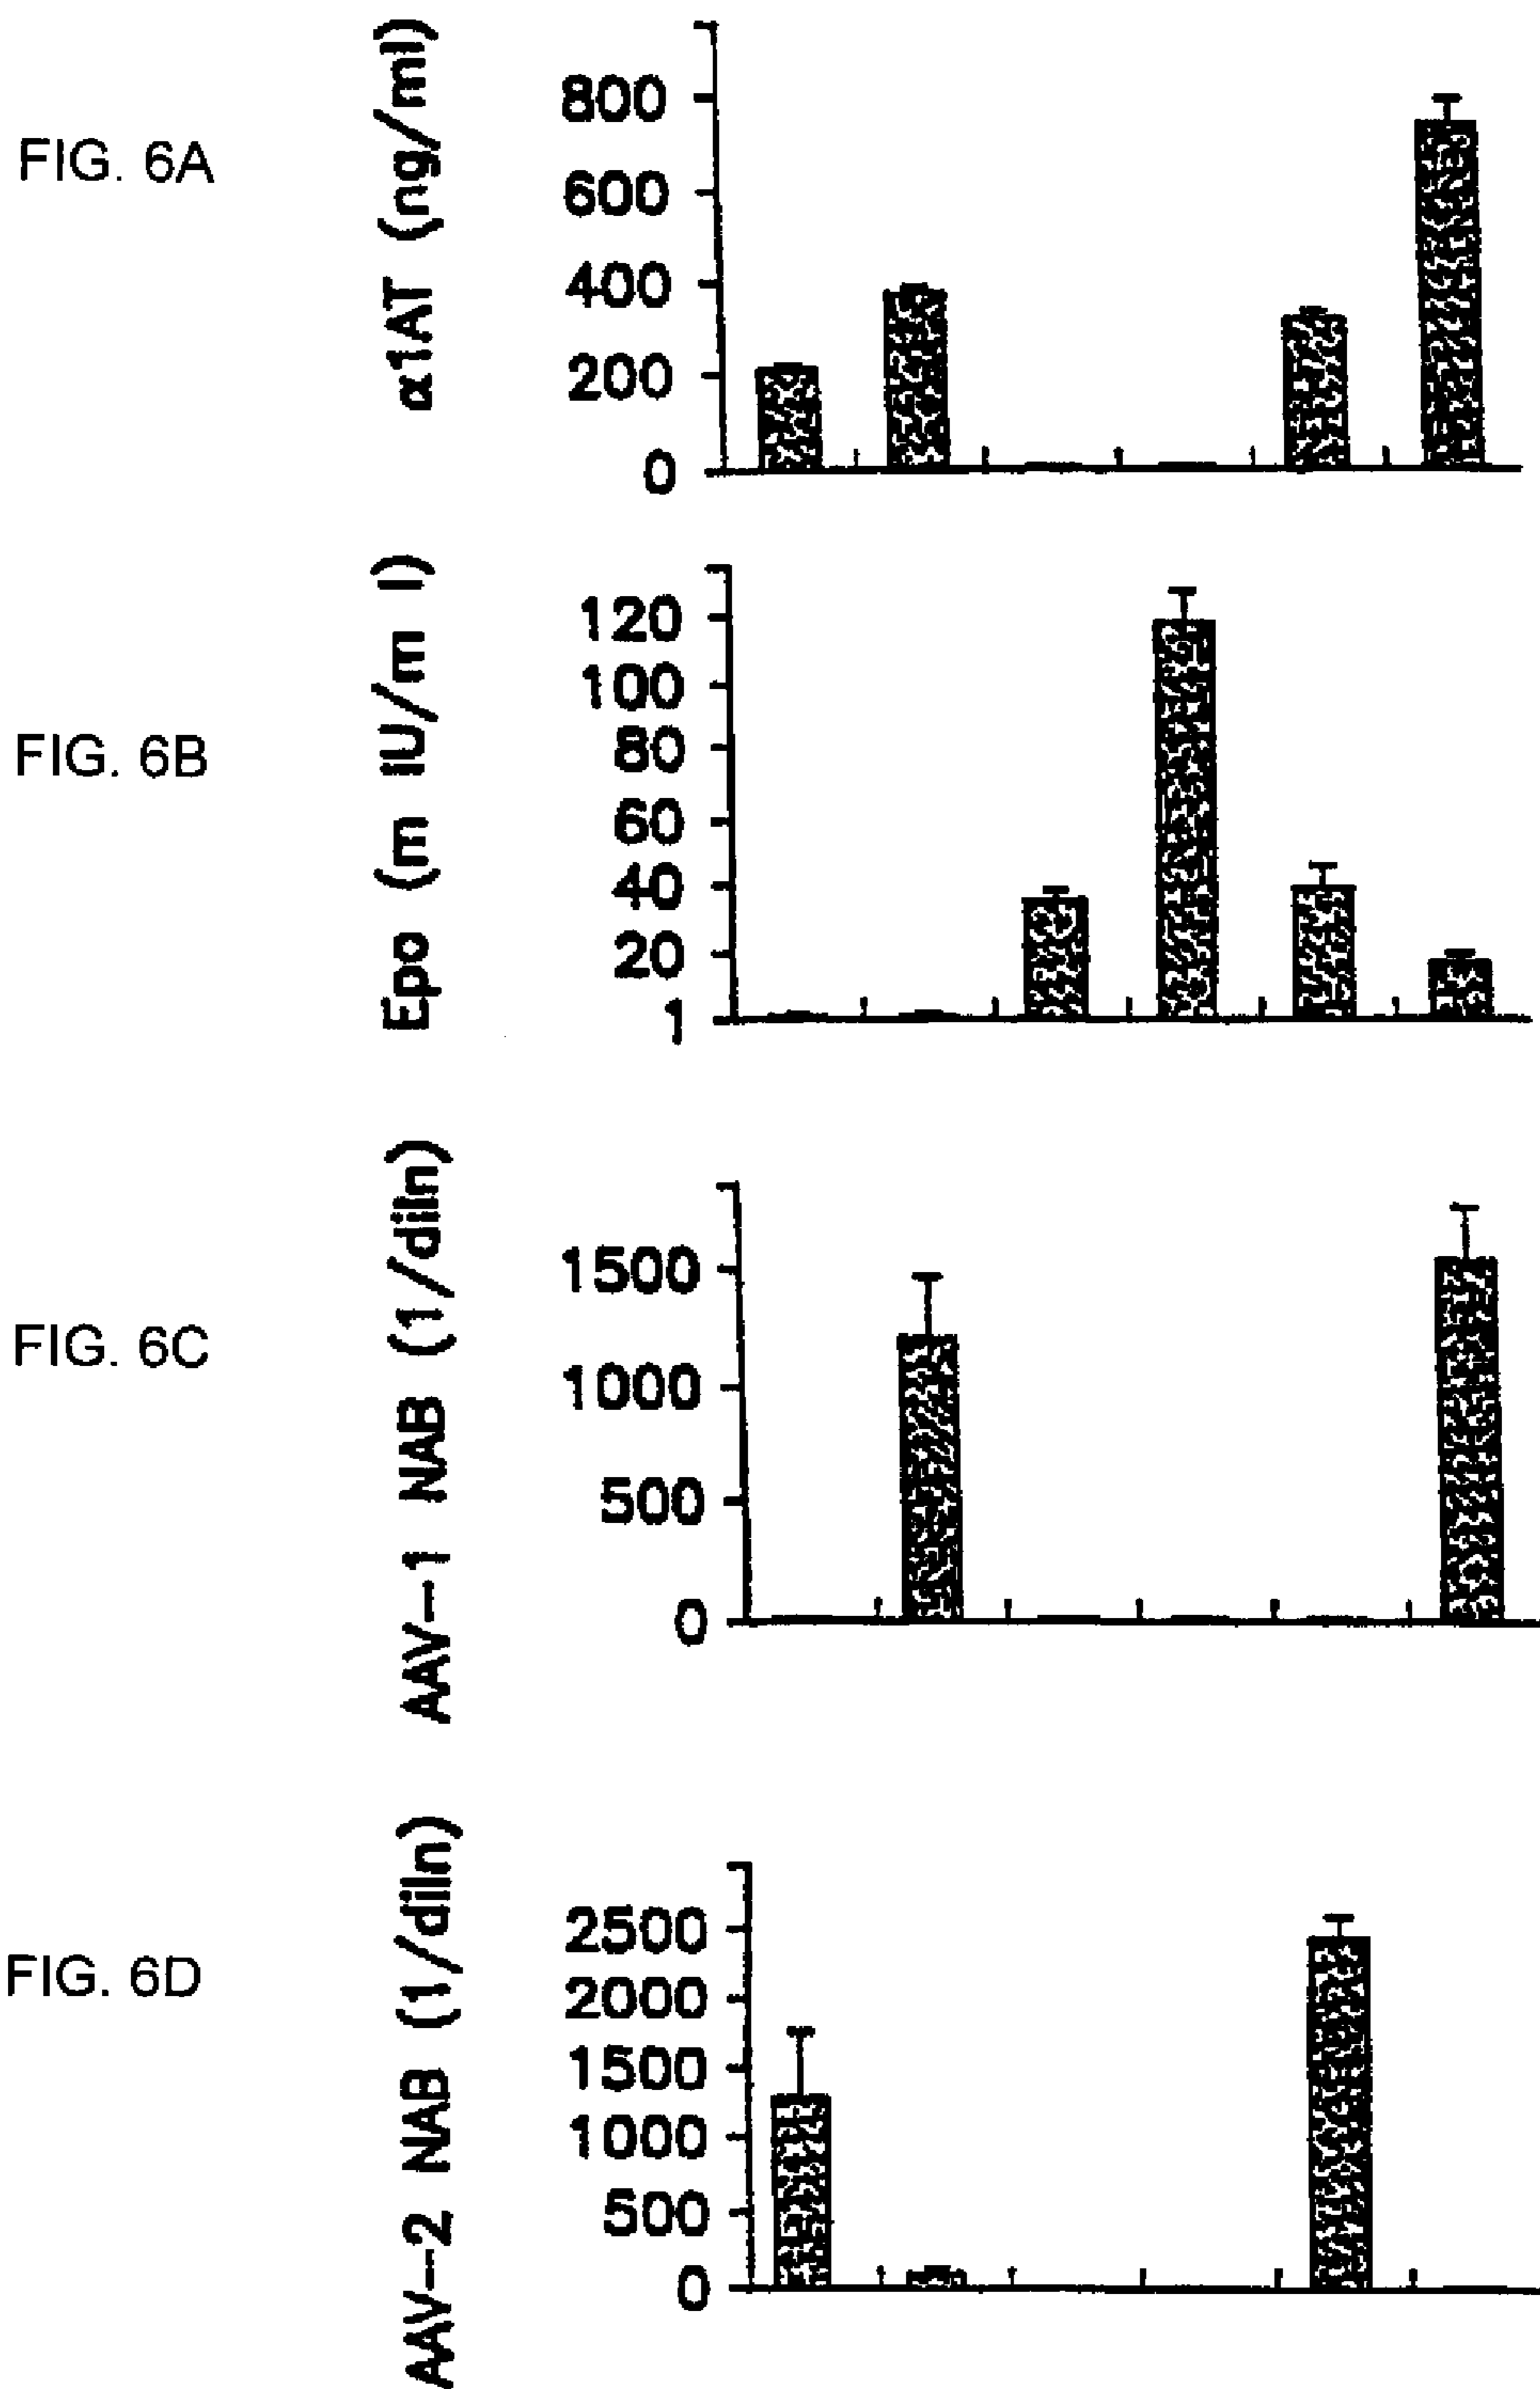 FIG. 6A
α1AT (ng/ml)
800
600
400
200
0
FIG. 6B
Epo (m iU/m l)
120
100
80
60
40
20
1
FIG. 6C
AAV-1 NAB (1/diln)
1500
1000
500
0
FIG. 6D
AAV-2 NAB (1/diln)
2500
2000
1500
1000
500
0